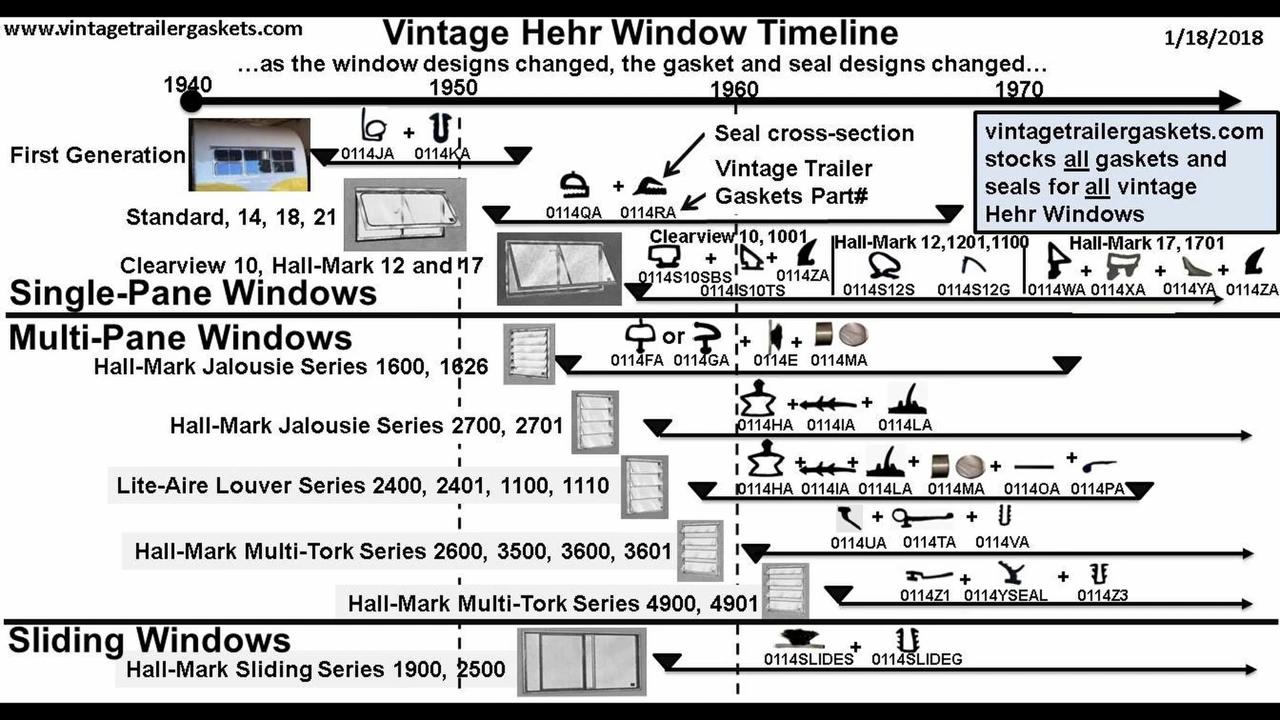 www.vintagetrailergaskets.com
Vintage Hehr Window Timeline
1/18/2018
...as the window designs changed, the gasket and seal designs changed...
1940
1950
1960
1970
First Generation
0114JA + 0114KA
Seal cross-section
Vintage Trailer
Gaskets Part#
vintagetrailergaskets.com
stocks all gaskets and
seals for all vintage
Hehr Windows
Standard, 14, 18, 21
0114QA + 0114RA
Clearview 10, Hall-Mark 12 and 17
Clearview 10, 1001
0114S10SBS + 0114S10TS + 0114ZA
Hall-Mark 12,1201,1100
0114S12S 0114S12G
Hall-Mark 17, 1701
0114WA + 0114XA + 0114YA + 0114ZA
Single-Pane Windows
Multi-Pane Windows
Hall-Mark Jalousie Series 1600, 1626
0114FA or 0114GA + 0114E + 0114MA
Hall-Mark Jalousie Series 2700, 2701
0114HA + 0114IA + 0114LA
Lite-Aire Louver Series 2400, 2401, 1100, 1110
0114HA + 0114IA + 0114LA + 0114MA + 0114OA + 0114PA
Hall-Mark Multi-Tork Series 2600, 3500, 3600, 3601
0114UA + 0114TA + 0114VA
Hall-Mark Multi-Tork Series 4900, 4901
0114Z1 + 0114YSEAL + 0114Z3
Sliding Windows
Hall-Mark Sliding Series 1900, 2500
0114SLIDES + 0114SLIDEG